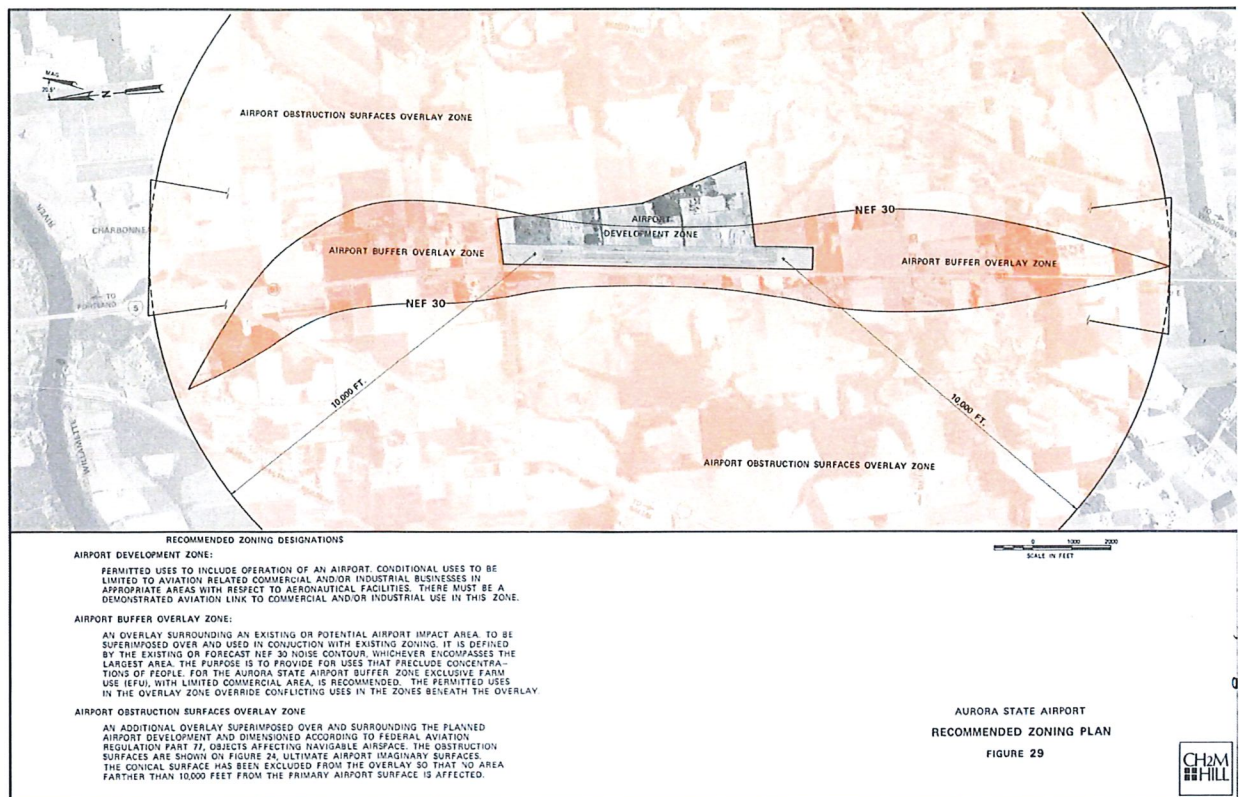 MAG
20.5°
N
AIRPORT OBSTRUCTION SURFACES OVERLAY ZONE
RIVER
CHARBONNEAU
TO
PORTLAND
5
WILLAMETTE
AIRPORT BUFFER OVERLAY ZONE
NEF 30
AIRPORT
DEVELOPMENT ZONE
NEF 30
AIRPORT BUFFER OVERLAY ZONE
TO
10,000 FT.
10,000 FT.
AIRPORT OBSTRUCTION SURFACES OVERLAY ZONE
RECOMMENDED ZONING DESIGNATIONS
AIRPORT DEVELOPMENT ZONE:
PERMITTED USES TO INCLUDE OPERATION OF AN AIRPORT. CONDITIONAL USES TO BE
LIMITED TO AVIATION RELATED COMMERCIAL AND/OR INDUSTRIAL BUSINESSES IN
APPROPRIATE AREAS WITH RESPECT TO AERONAUTICAL FACILITIES. THERE MUST BE A
DEMONSTRATED AVIATION LINK TO COMMERCIAL AND/OR INDUSTRIAL USE IN THIS ZONE.
AIRPORT BUFFER OVERLAY ZONE:
AN OVERLAY SURROUNDING AN EXISTING OR POTENTIAL AIRPORT IMPACT AREA. TO BE
SUPERIMPOSED OVER AND USED IN CONJUCTION WITH EXISTING ZONING. IT IS DEFINED
BY THE EXISTING OR FORECAST NEF 30 NOISE CONTOUR, WHICHEVER ENCOMPASSES THE
LARGEST AREA. THE PURPOSE IS TO PROVIDE FOR USES THAT PRECLUDE CONCENTRA-
TIONS OF PEOPLE. FOR THE AURORA STATE AIRPORT BUFFER ZONE EXCLUSIVE FARM
USE (EFU), WITH LIMITED COMMERCIAL AREA, IS RECOMMENDED. THE PERMITTED USES
IN THE OVERLAY ZONE OVERRIDE CONFLICTING USES IN THE ZONES BENEATH THE OVERLAY.
AIRPORT OBSTRUCTION SURFACES OVERLAY ZONE
AN ADDITIONAL OVERLAY SUPERIMPOSED OVER AND SURROUNDING THE PLANNED
AIRPORT DEVELOPMENT AND DIMENSIONED ACCORDING TO FEDERAL AVIATION
REGULATION PART 77, OBJECTS AFFECTING NAVIGABLE AIRSPACE. THE OBSTRUCTION
SURFACES ARE SHOWN ON FIGURE 24, ULTIMATE AIRPORT IMAGINARY SURFACES.
THE CONICAL SURFACE HAS BEEN EXCLUDED FROM THE OVERLAY SO THAT NO AREA
FARTHER THAN 10,000 FEET FROM THE PRIMARY AIRPORT SURFACE IS AFFECTED.
0 1000 2000
SCALE IN FEET
AURORA STATE AIRPORT
RECOMMENDED ZONING PLAN
FIGURE 29
CH2M
HILL